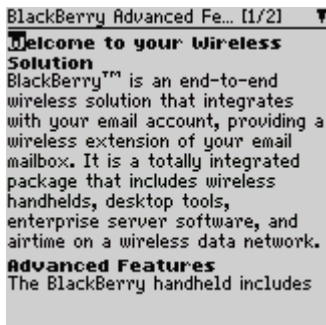 BlackBerry Advanced Fe... [1/2]
Welcome to your Wireless
Solution
BlackBerry™ is an end-to-end
wireless solution that integrates
with your email account, providing a
wireless extension of your email
mailbox. It is a totally integrated
package that includes wireless
handhelds, desktop tools,
enterprise server software, and
airtime on a wireless data network.
Advanced Features
The BlackBerry handheld includes